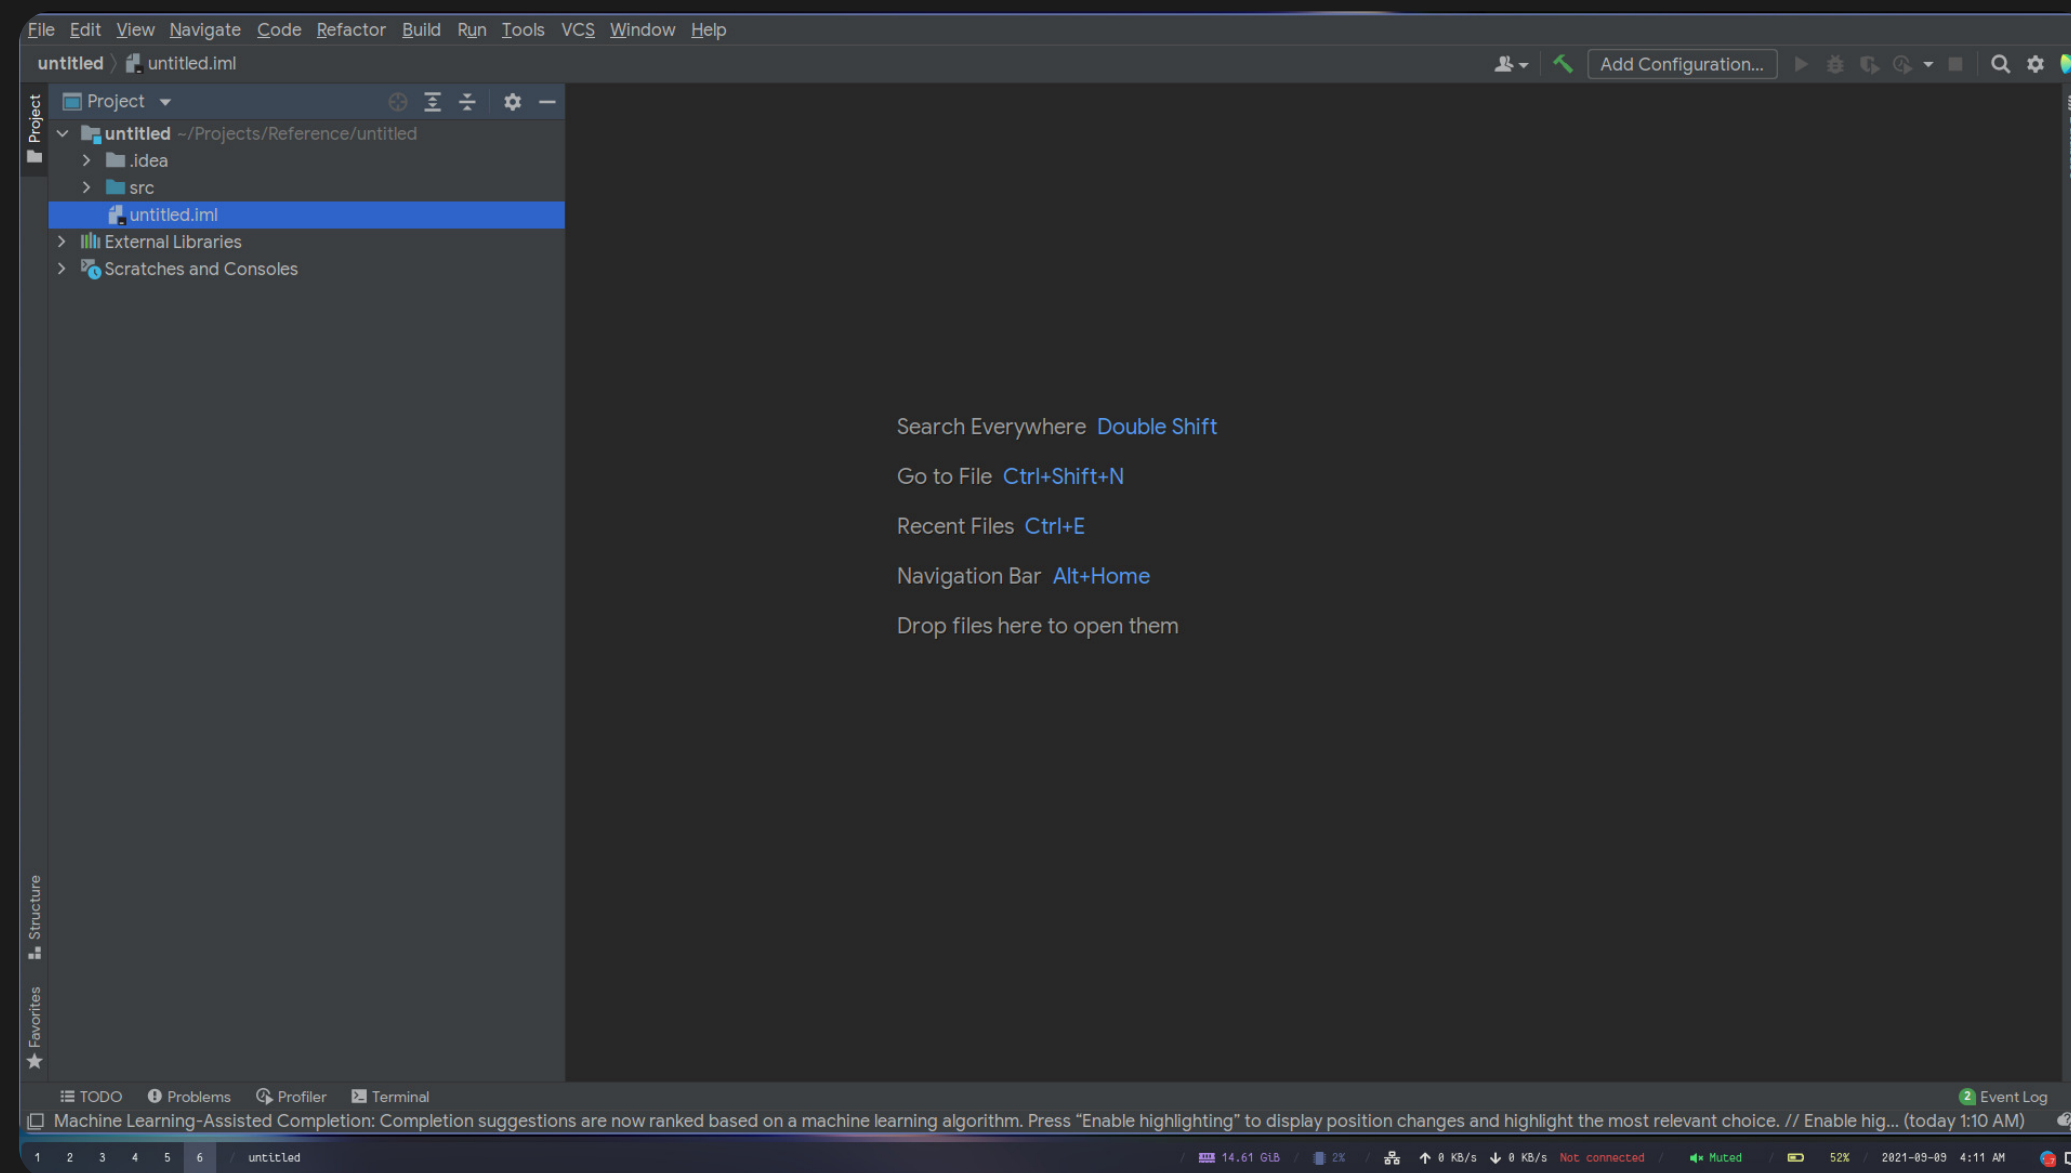 File Edit View Navigate Code Refactor Build Run Tools VCS Window Help
untitled untitled.iml
Add Configuration...
Project
Project
untitled ~/Projects/Reference/untitled
.idea
src
untitled.iml
External Libraries
Scratches and Consoles
Search Everywhere Double Shift
Go to File Ctrl+Shift+N
Recent Files Ctrl+E
Navigation Bar Alt+Home
Drop files here to open them
Structure
Favorites
TODO Problems Profiler Terminal
2 Event Log
Machine Learning-Assisted Completion: Completion suggestions are now ranked based on a machine learning algorithm. Press “Enable highlighting” to display position changes and highlight the most relevant choice. // Enable hig... (today 1:10 AM)
1 2 3 4 5 6 / untitled
/ 14.61 GiB / 2% / 0 KB/s 0 KB/s Not connected / Muted / 52% / 2021-09-09 4:11 AM